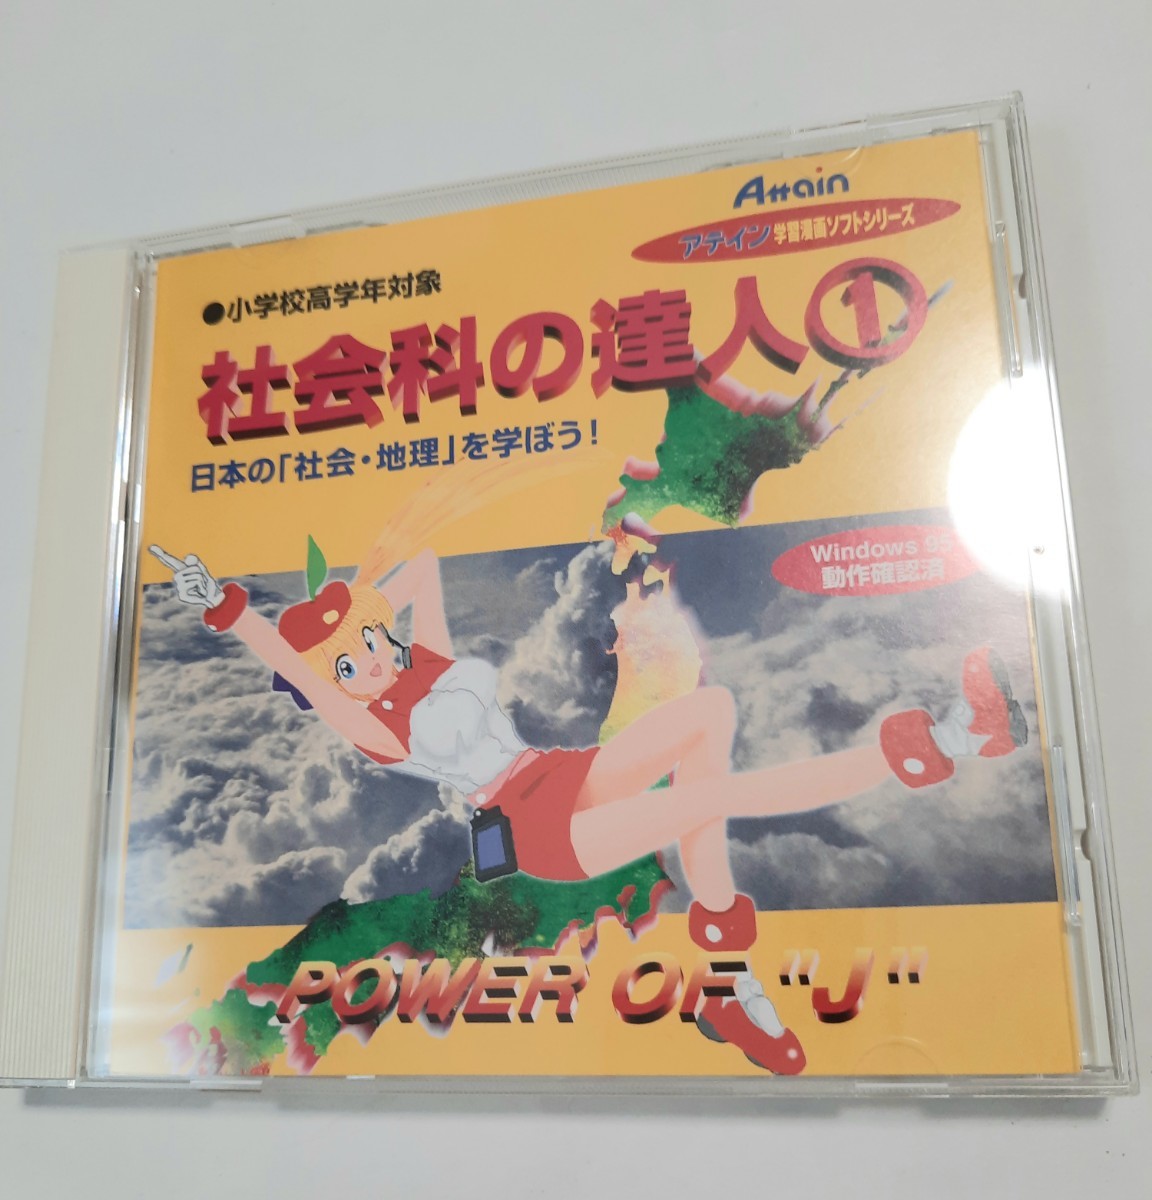 Attain
アテイン 学習漫画ソフトシリーズ
●小学校高学年対象
社会科の達人①
日本の「社会・地理」を学ぼう！
Windows 95
動作確認済
POWER OF "J"